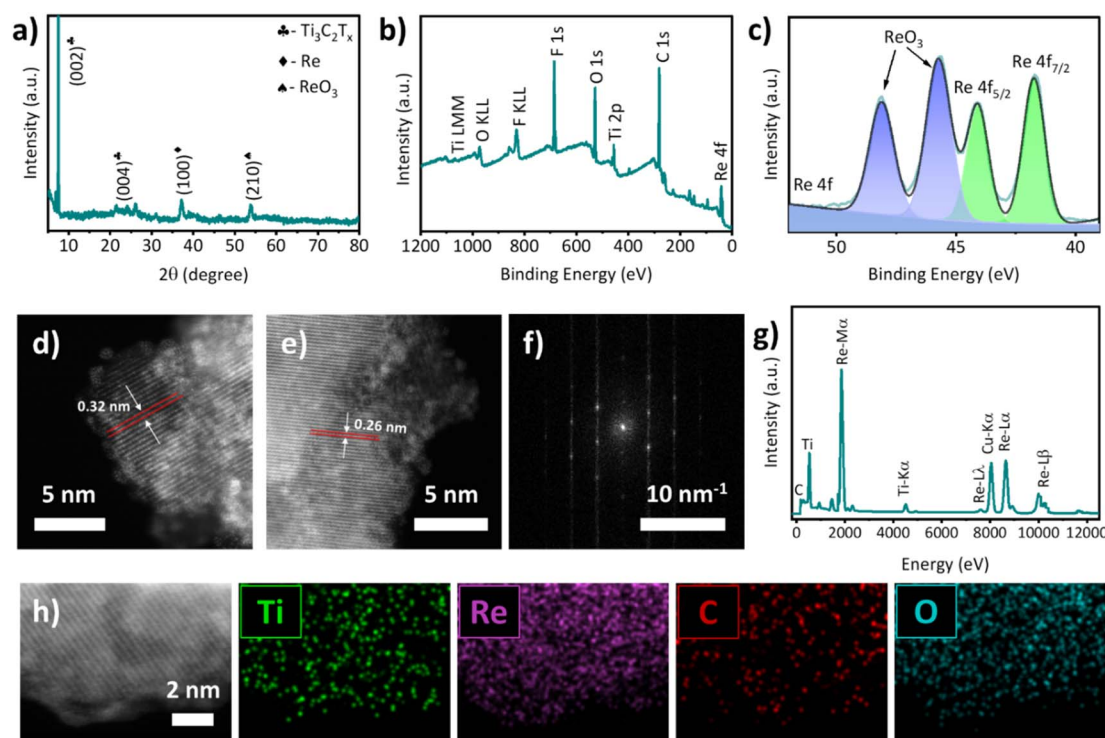 a)
♣- Ti₃C₂Tₓ
♦ - Re
♠ - ReO₃
♣
(002)
♣
(004)
♦
(100)
♠
(210)
Intensity (a.u.)
10 20 30 40 50 60 70 80
2θ (degree)
b)
Ti LMM
O KLL
F KLL
F 1s
O 1s
Ti 2p
C 1s
Re 4f
Intensity (a.u.)
1200 1000 800 600 400 200 0
Binding Energy (eV)
c)
ReO₃
Re 4f₅/₂
Re 4f₇/₂
Re 4f
Intensity (a.u.)
50 45 40
Binding Energy (eV)
d)
0.32 nm
5 nm
e)
0.26 nm
5 nm
f)
10 nm⁻¹
g)
C
Ti
Re-Mα
Ti-Kα
Re-Lλ
Cu-Kα
Re-Lα
Re-Lβ
Intensity (a.u.)
0 2000 4000 6000 8000 10000 12000
Energy (eV)
h)
2 nm
Ti
Re
C
O